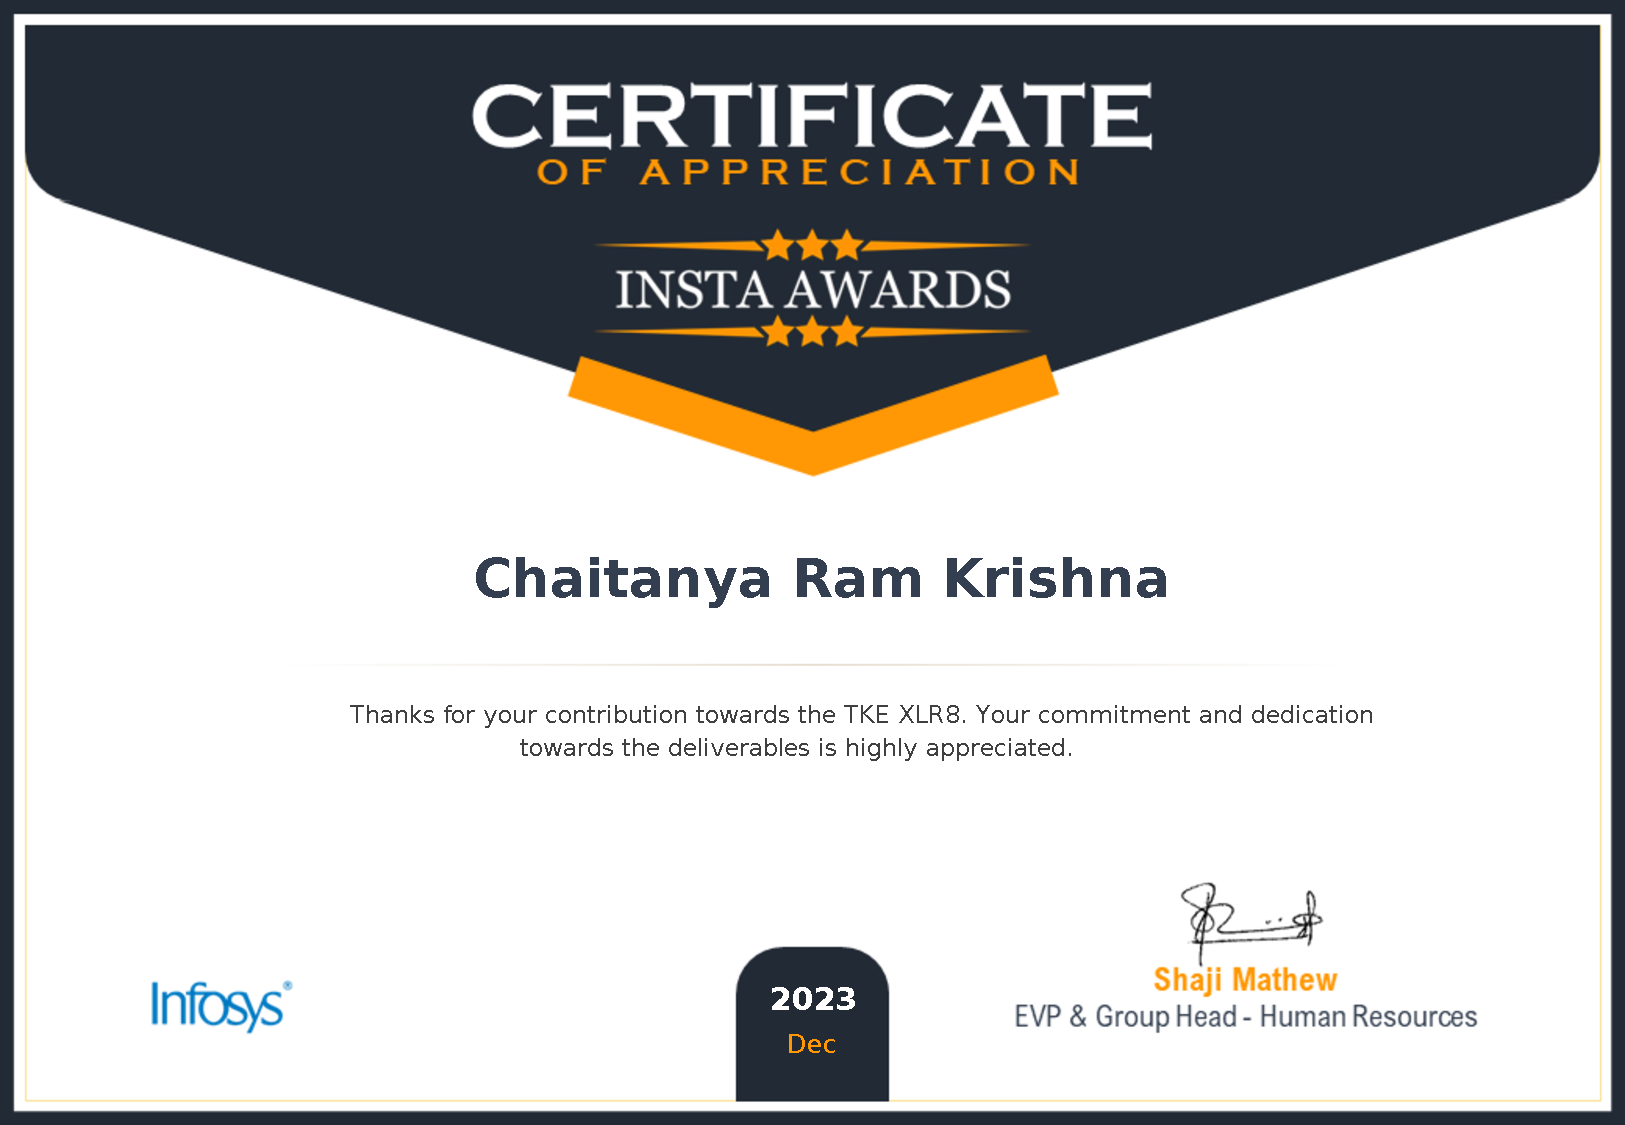 CERTIFICATE
OF APPRECIATION
INSTA AWARDS
Chaitanya Ram Krishna
Thanks for your contribution towards the TKE XLR8. Your commitment and dedication
towards the deliverables is highly appreciated.
Infosys®
2023
Dec
Shaji Mathew
EVP & Group Head - Human Resources